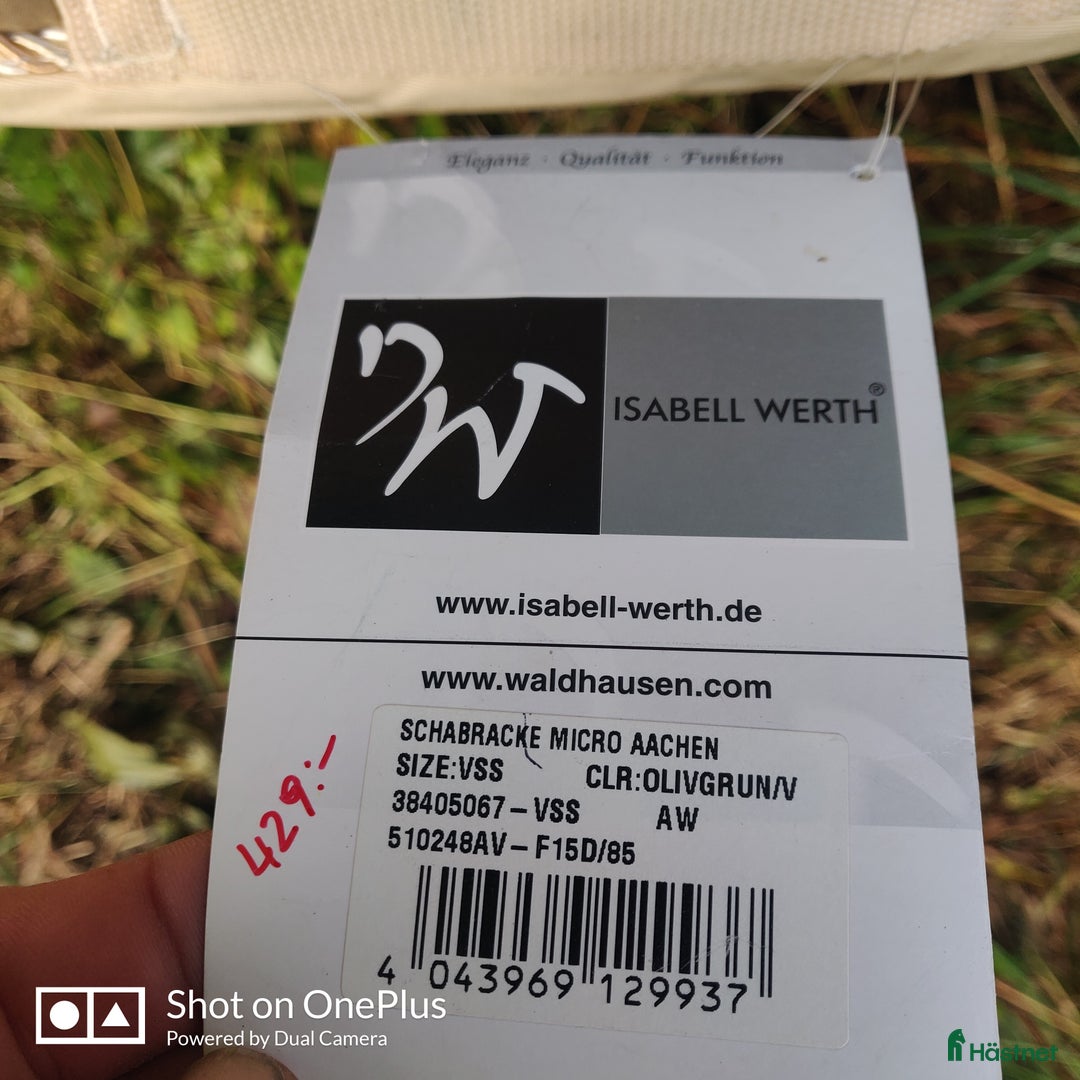 Eleganz · Qualität · Funktion
ISABELL WERTH®
www.isabell-werth.de
www.waldhausen.com
SCHABRACKE MICRO AACHEN
SIZE:VSS CLR:OLIVGRUN/V
38405067-VSS AW
510248AV-F15D/85
429:-
4 043969 129937
Shot on OnePlus
Powered by Dual Camera
Hästnet